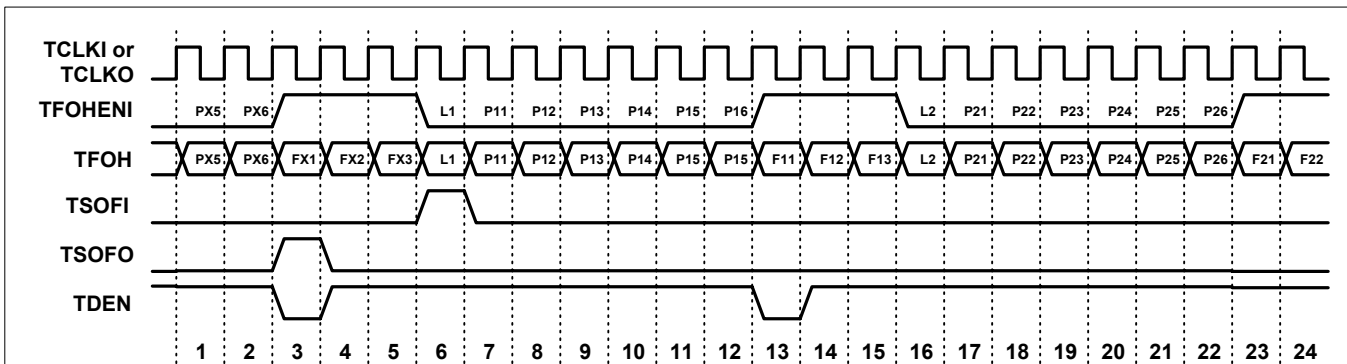 TCLKI or
TCLKO
TFOHENI PX5 PX6 L1 P11 P12 P13 P14 P15 P16 L2 P21 P22 P23 P24 P25 P26
TFOH PX5 PX6 FX1 FX2 FX3 L1 P11 P12 P13 P14 P15 P15 F11 F12 F13 L2 P21 P22 P23 P24 P25 P26 F21 F22
TSOFI
TSOFO
TDEN
1 2 3 4 5 6 7 8 9 10 11 12 13 14 15 16 17 18 19 20 21 22 23 24